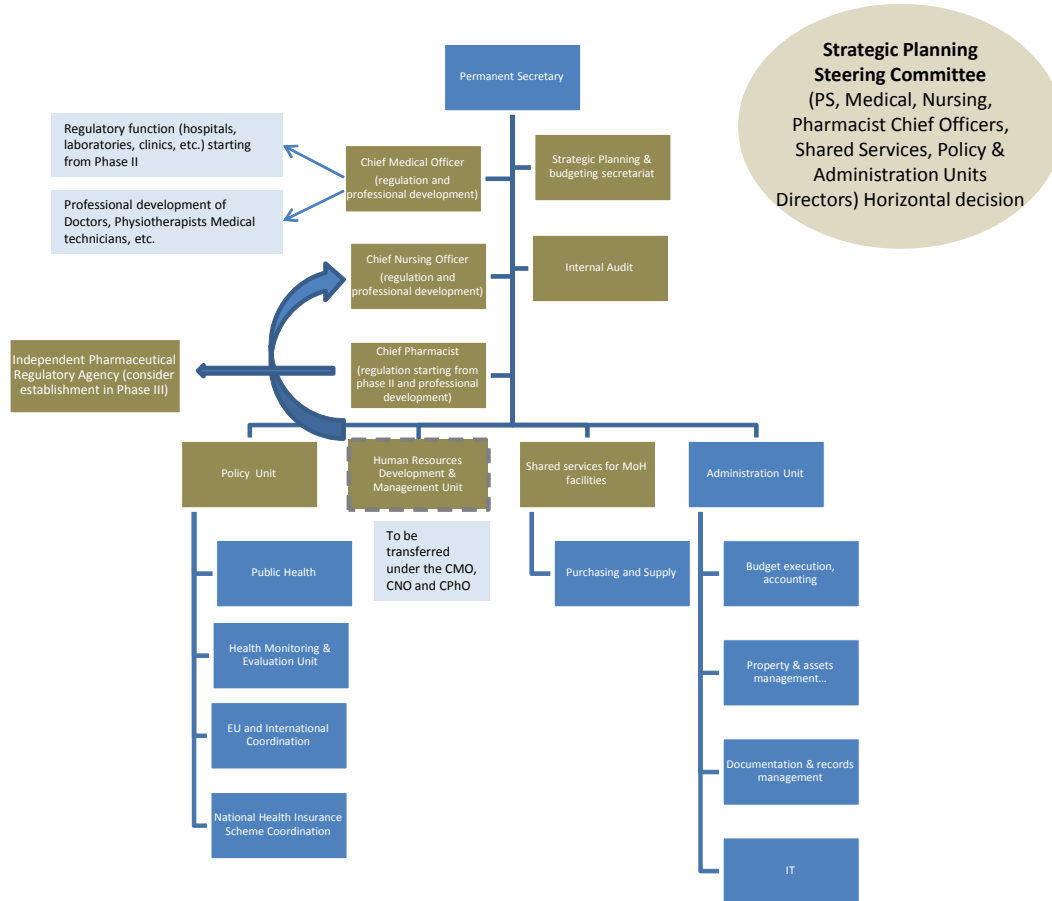 Permanent Secretary
Strategic Planning
Steering Committee
(PS, Medical, Nursing,
Pharmacist Chief Officers,
Shared Services, Policy &
Administration Units
Directors) Horizontal decision
Regulatory function (hospitals,
laboratories, clinics, etc.) starting
from Phase II
Chief Medical Officer
(regulation and
professional development)
Strategic Planning &
budgeting secretariat
Professional development of
Doctors, Physiotherapists Medical
technicians, etc.
Chief Nursing Officer
(regulation and
professional development)
Internal Audit
Independent Pharmaceutical
Regulatory Agency (consider
establishment in Phase III)
Chief Pharmacist
(regulation starting from
phase II and professional
development)
Policy Unit
Human Resources
Development &
Management Unit
Shared services for MoH
facilities
Administration Unit
To be
transferred
under the CMO,
CNO and CPhO
Public Health
Purchasing and Supply
Budget execution,
accounting
Health Monitoring &
Evaluation Unit
Property & assets
management…
EU and International
Coordination
Documentation & records
management
National Health Insurance
Scheme Coordination
IT